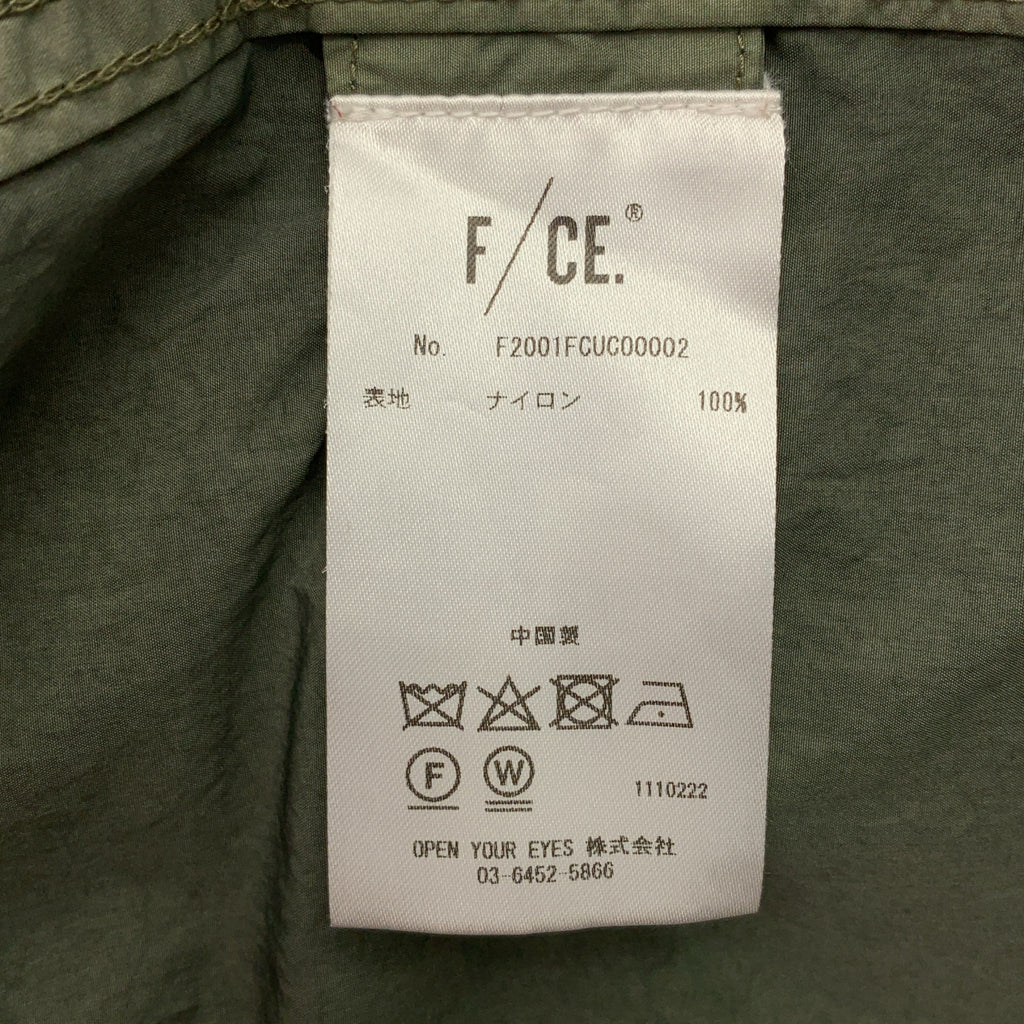 F/CE.®
No. F2001FCUC00002
表地 ナイロン 100%
中国製
F W 1110222
OPEN YOUR EYES 株式会社
03-6452-5866